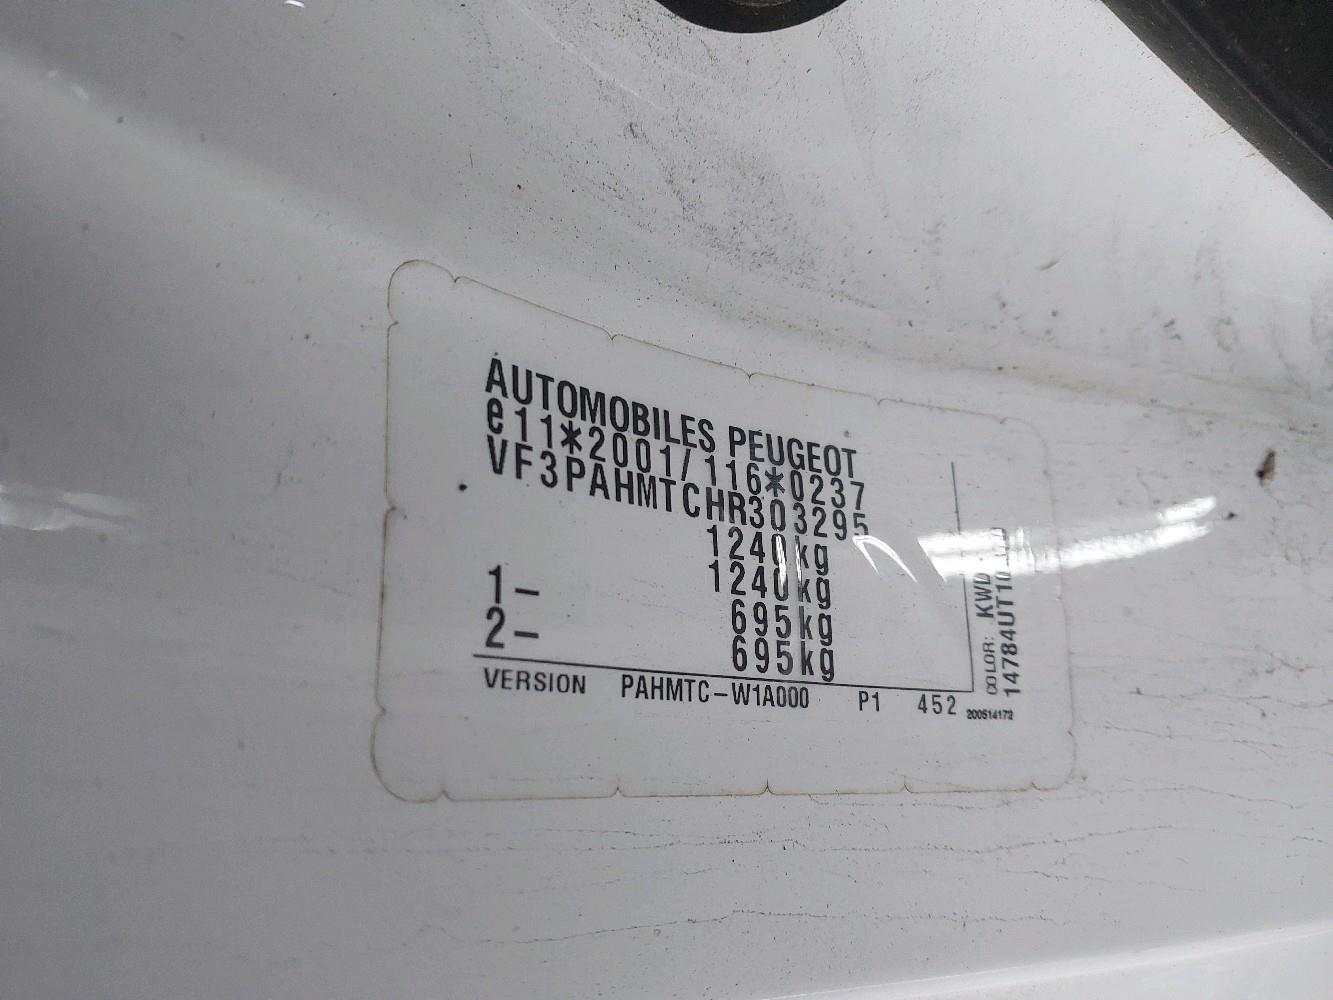 AUTOMOBILES PEUGEOT
e11*2001/116*0237
VF3PAHMTCHR303295
1240kg
1240kg
1- 695kg
2- 695kg
VERSION PAHMTC-W1A000 P1 452
200514172
COLOR: KWD
14784UT10